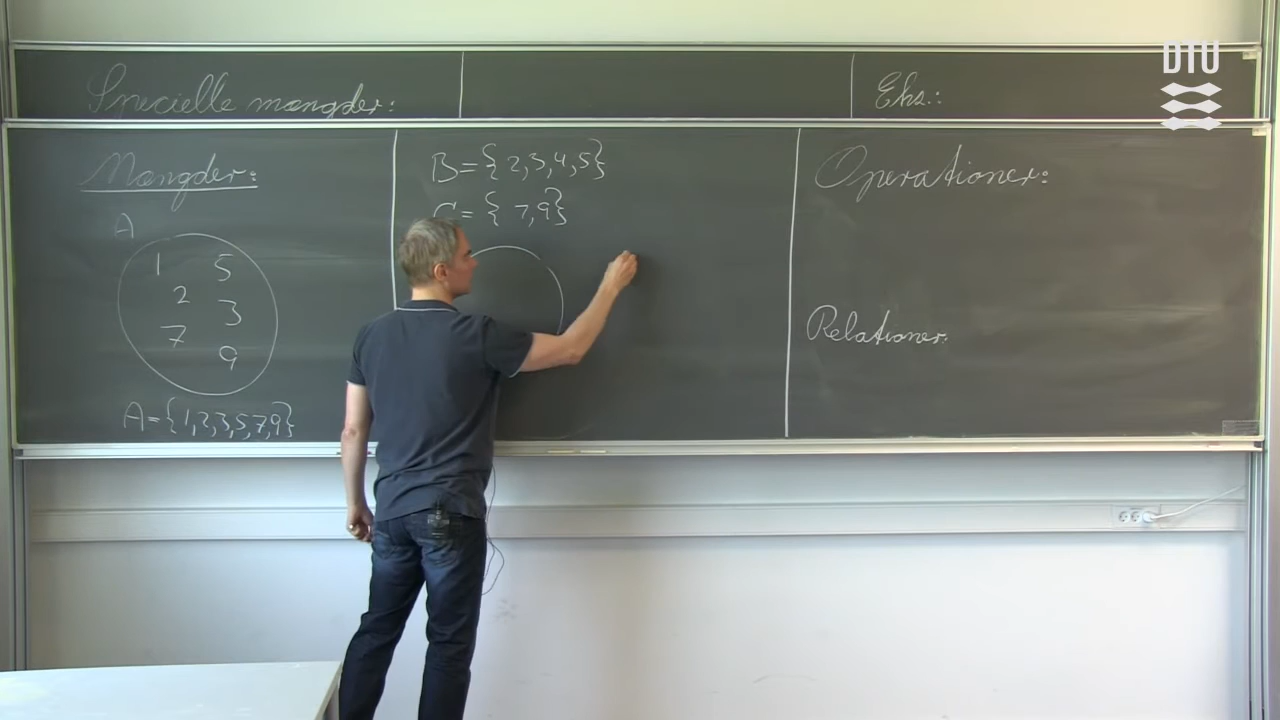 Specielle mængder:
Eks.:
DTU
Mængder:
A
1 5
2 3
7 9
A={1,2,3,5,7,9}
B={2,3,4,5}
C={7,9}
Operationer:
Relationer: